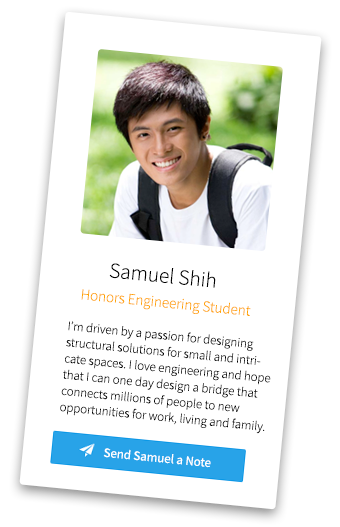 Samuel Shih
Honors Engineering Student
I'm driven by a passion for designing
structural solutions for small and intri-
cate spaces. I love engineering and hope
that I can one day design a bridge that
connects millions of people to new
opportunities for work, living and family.
Send Samuel a Note